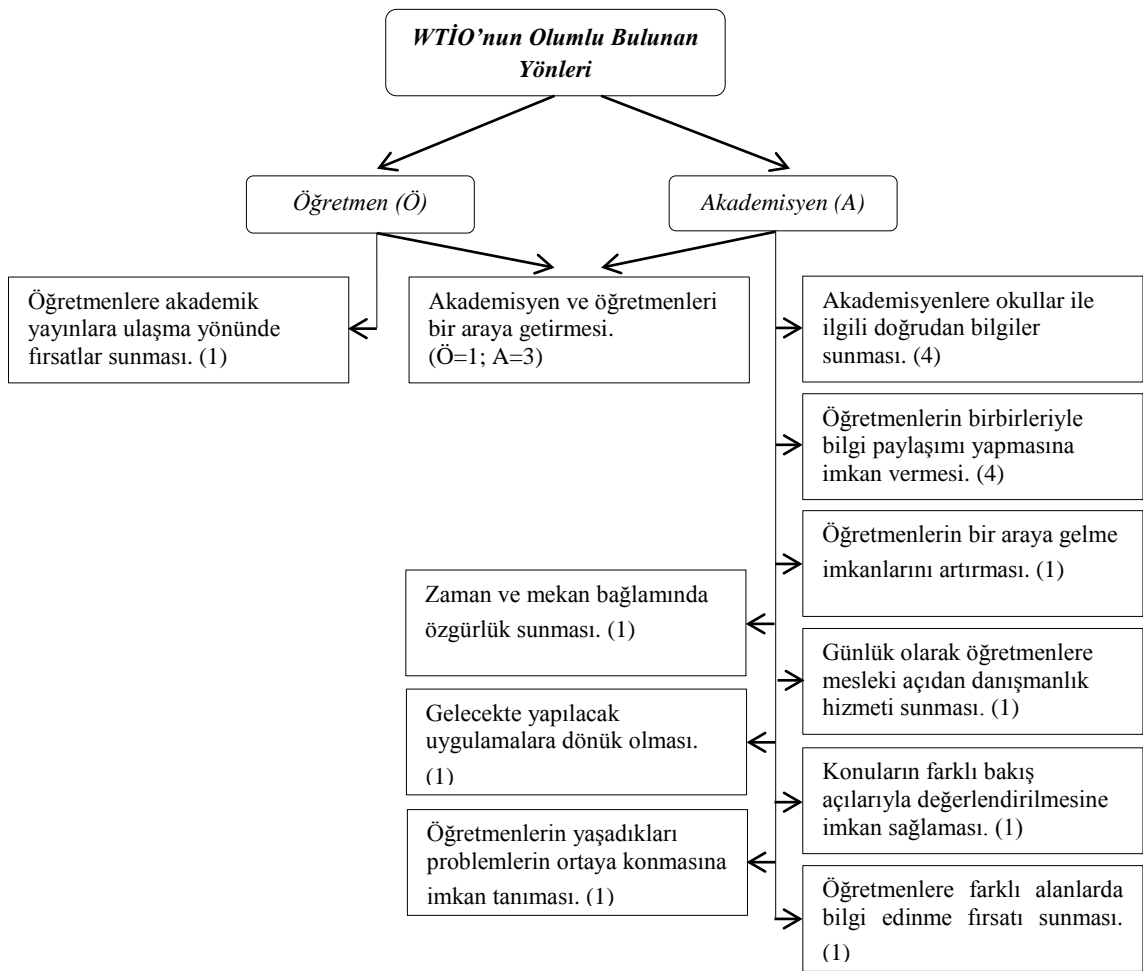 WTİO’nun Olumlu Bulunan
Yönleri
Öğretmen (Ö)
Akademisyen (A)
Öğretmenlere akademik
yayınlara ulaşma yönünde
fırsatlar sunması. (1)
Akademisyen ve öğretmenleri
bir araya getirmesi.
(Ö=1; A=3)
Akademisyenlere okullar ile
ilgili doğrudan bilgiler
sunması. (4)
Öğretmenlerin birbirleriyle
bilgi paylaşımı yapmasına
imkan vermesi. (4)
Öğretmenlerin bir araya gelme
imkanlarını artırması. (1)
Zaman ve mekan bağlamında
özgürlük sunması. (1)
Günlük olarak öğretmenlere
mesleki açıdan danışmanlık
hizmeti sunması. (1)
Gelecekte yapılacak
uygulamalara dönük olması.
(1)
Konuların farklı bakış
açılarıyla değerlendirilmesine
imkan sağlaması. (1)
Öğretmenlerin yaşadıkları
problemlerin ortaya konmasına
imkan tanıması. (1)
Öğretmenlere farklı alanlarda
bilgi edinme fırsatı sunması.
(1)